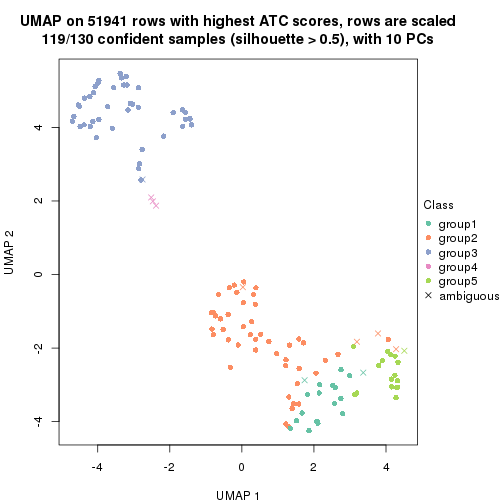 UMAP on 51941 rows with highest ATC scores, rows are scaled
119/130 confident samples (silhouette > 0.5), with 10 PCs
4
2
0
-2
-4
UMAP 2
-4
-2
0
2
4
UMAP 1
Class
group1
group2
group3
group4
group5
ambiguous